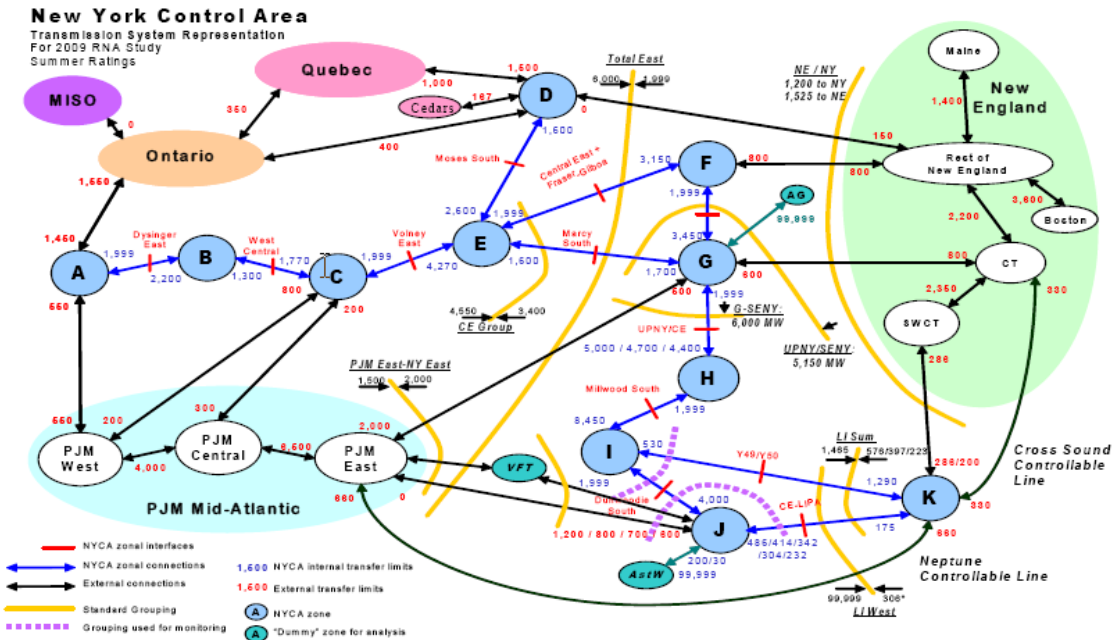 New York Control Area
Transmission System Representation
For 2009 RNA Study
Summer Ratings
MISO
0
350
Quebec
1,000
1,500
Cedars
167
D
0
1,600
Ontario
400
1,550
Moses South
Total East
6,000
1,999
NE / NY
1,200 to NY
1,525 to NE
Maine
1,400
New
England
150
Rect of
New England
800
3,600
Bocton
2,200
Central East +
Fraser-Gilboa
3,150
F
800
1,999
AG
99,999
1,450
1,999
Dysinger
East
A
2,200
B
West
Central
1,770
1,300
C
800
200
Volney
East
1,999
4,270
2,600
1,999
E
1,600
Marcy
South
3,450
1,700
G
600
600
1,999
800
CT
330
2,350
SWCT
286
550
4,550
3,400
CE Group
G-SENY:
6,000 MW
UPNY/CE
UPNY/SENY:
5,150 MW
5,000 / 4,700 / 4,400
H
PJM East-NY East
1,500
2,000
Millwood South
1,999
8,450
550
200
300
2,000
PJM
West
4,000
PJM
Central
6,500
PJM
East
PJM Mid-Atlantic
660
0
VFT
I
530
1,999
Dunwoodie
South
4,000
1,200 / 800 / 700 / 600
J
Y49/Y50
LI Sum
1,465
576/397/223
1,290
286/200
K
330
660
Cross Sound
Controllable
Line
CE-LIPA
175
486/414/342
/304/232
200/30
AstW
99,999
Neptune
Controllable Line
99,999
306*
LI West
NYCA zonal interfaces
NYCA zonal connections
External connections
Standard Grouping
Grouping used for monitoring
1,500 NYCA internal transfer limits
1,500 External transfer limits
A NYCA zone
A "Dummy" zone for analysis